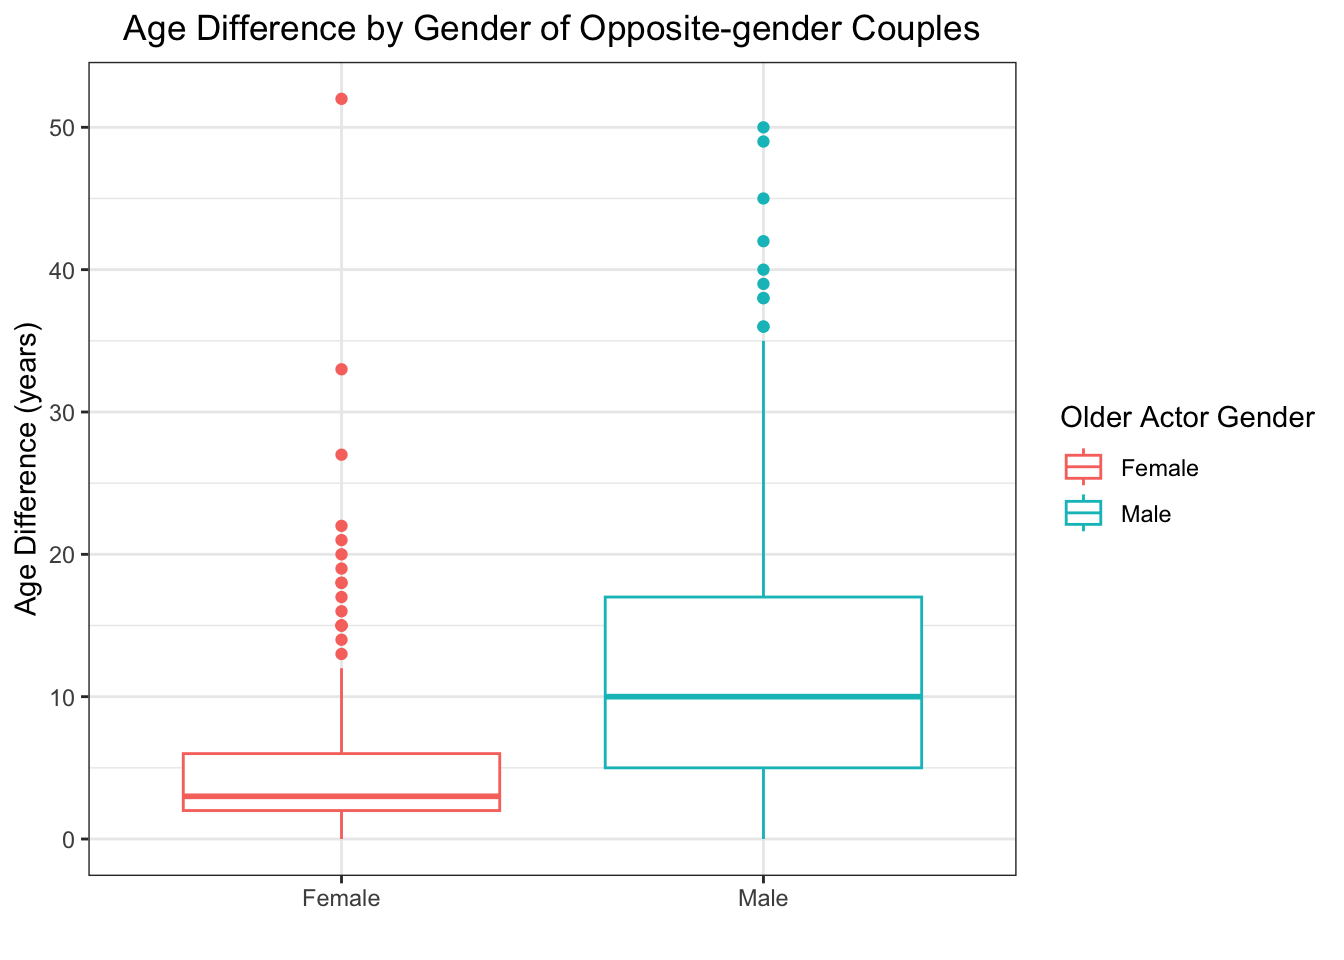 Age Difference by Gender of Opposite-gender Couples
Age Difference (years)
50
40
30
20
10
0
Female
Male
Older Actor Gender
Female
Male